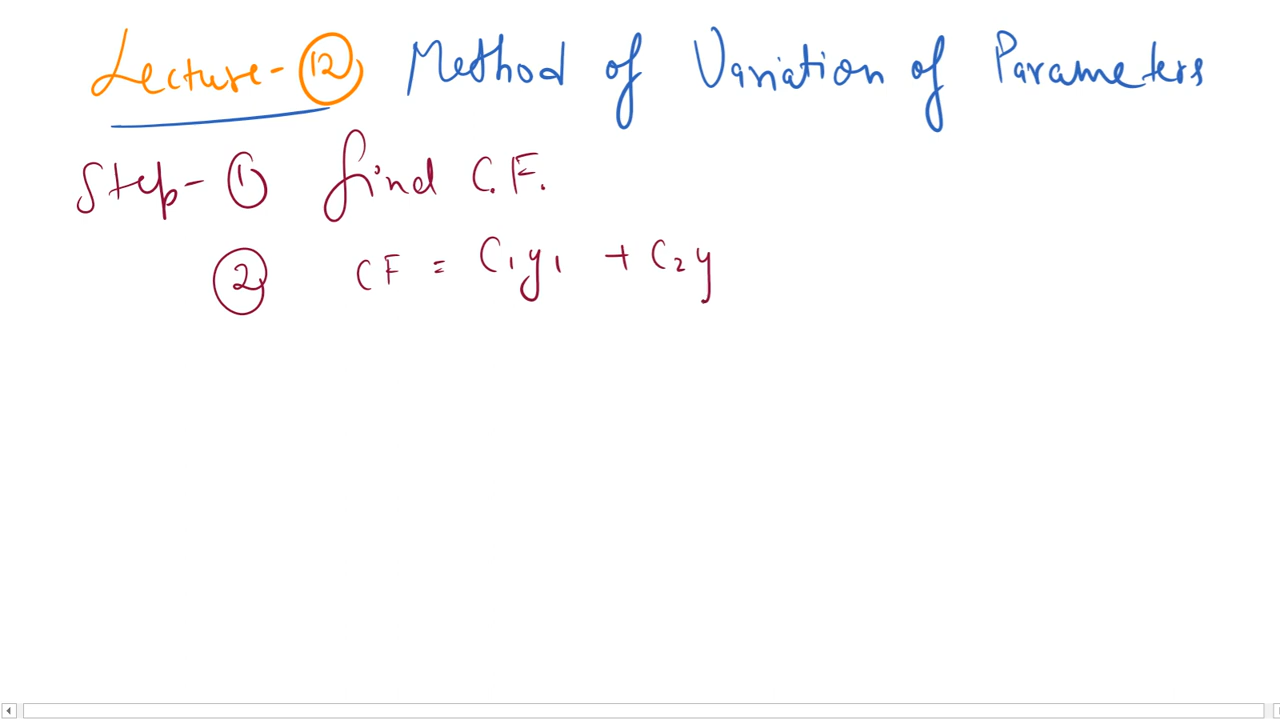 Lecture-12 Method of Variation of Parameters
Step-1 find C.F.
2 CF = C₁y₁ + C₂y